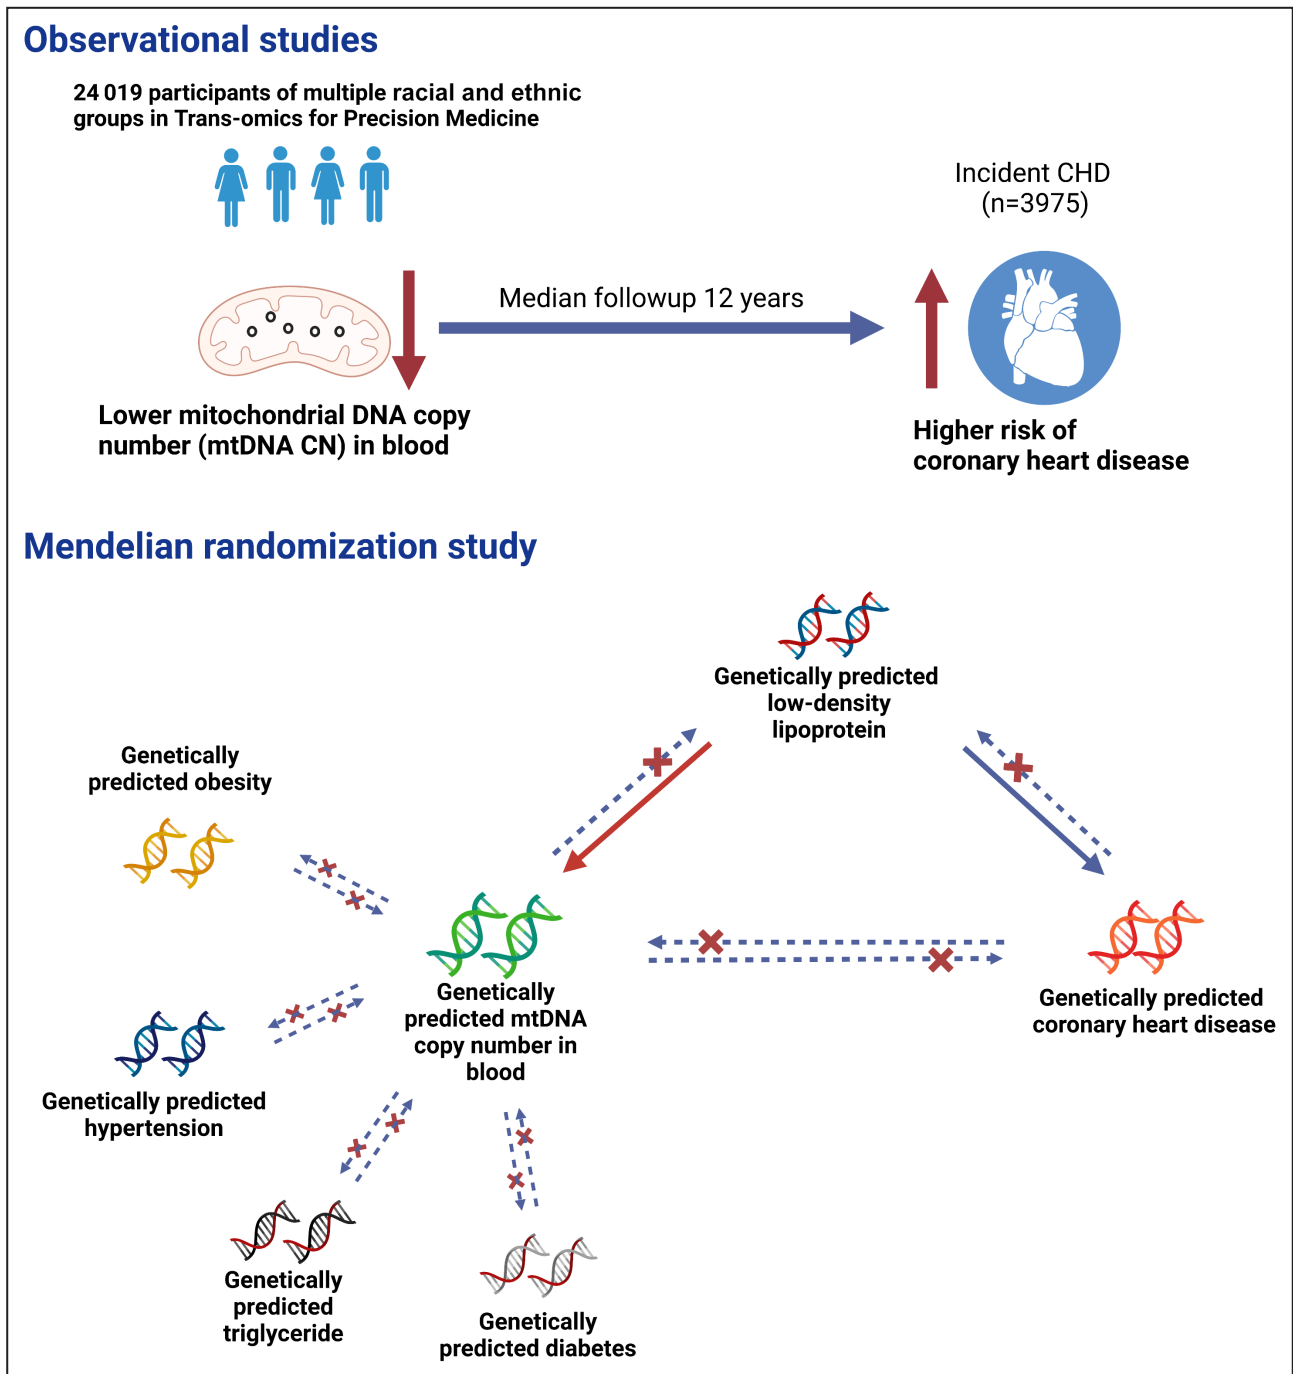 Observational studies
24 019 participants of multiple racial and ethnic
groups in Trans-omics for Precision Medicine
Incident CHD
(n=3975)
Median followup 12 years
Lower mitochondrial DNA copy
number (mtDNA CN) in blood
Higher risk of
coronary heart disease
Mendelian randomization study
Genetically predicted
low-density
lipoprotein
Genetically
predicted obesity
Genetically
predicted mtDNA
copy number in
blood
Genetically predicted
coronary heart disease
Genetically predicted
hypertension
Genetically
predicted
triglyceride
Genetically
predicted diabetes